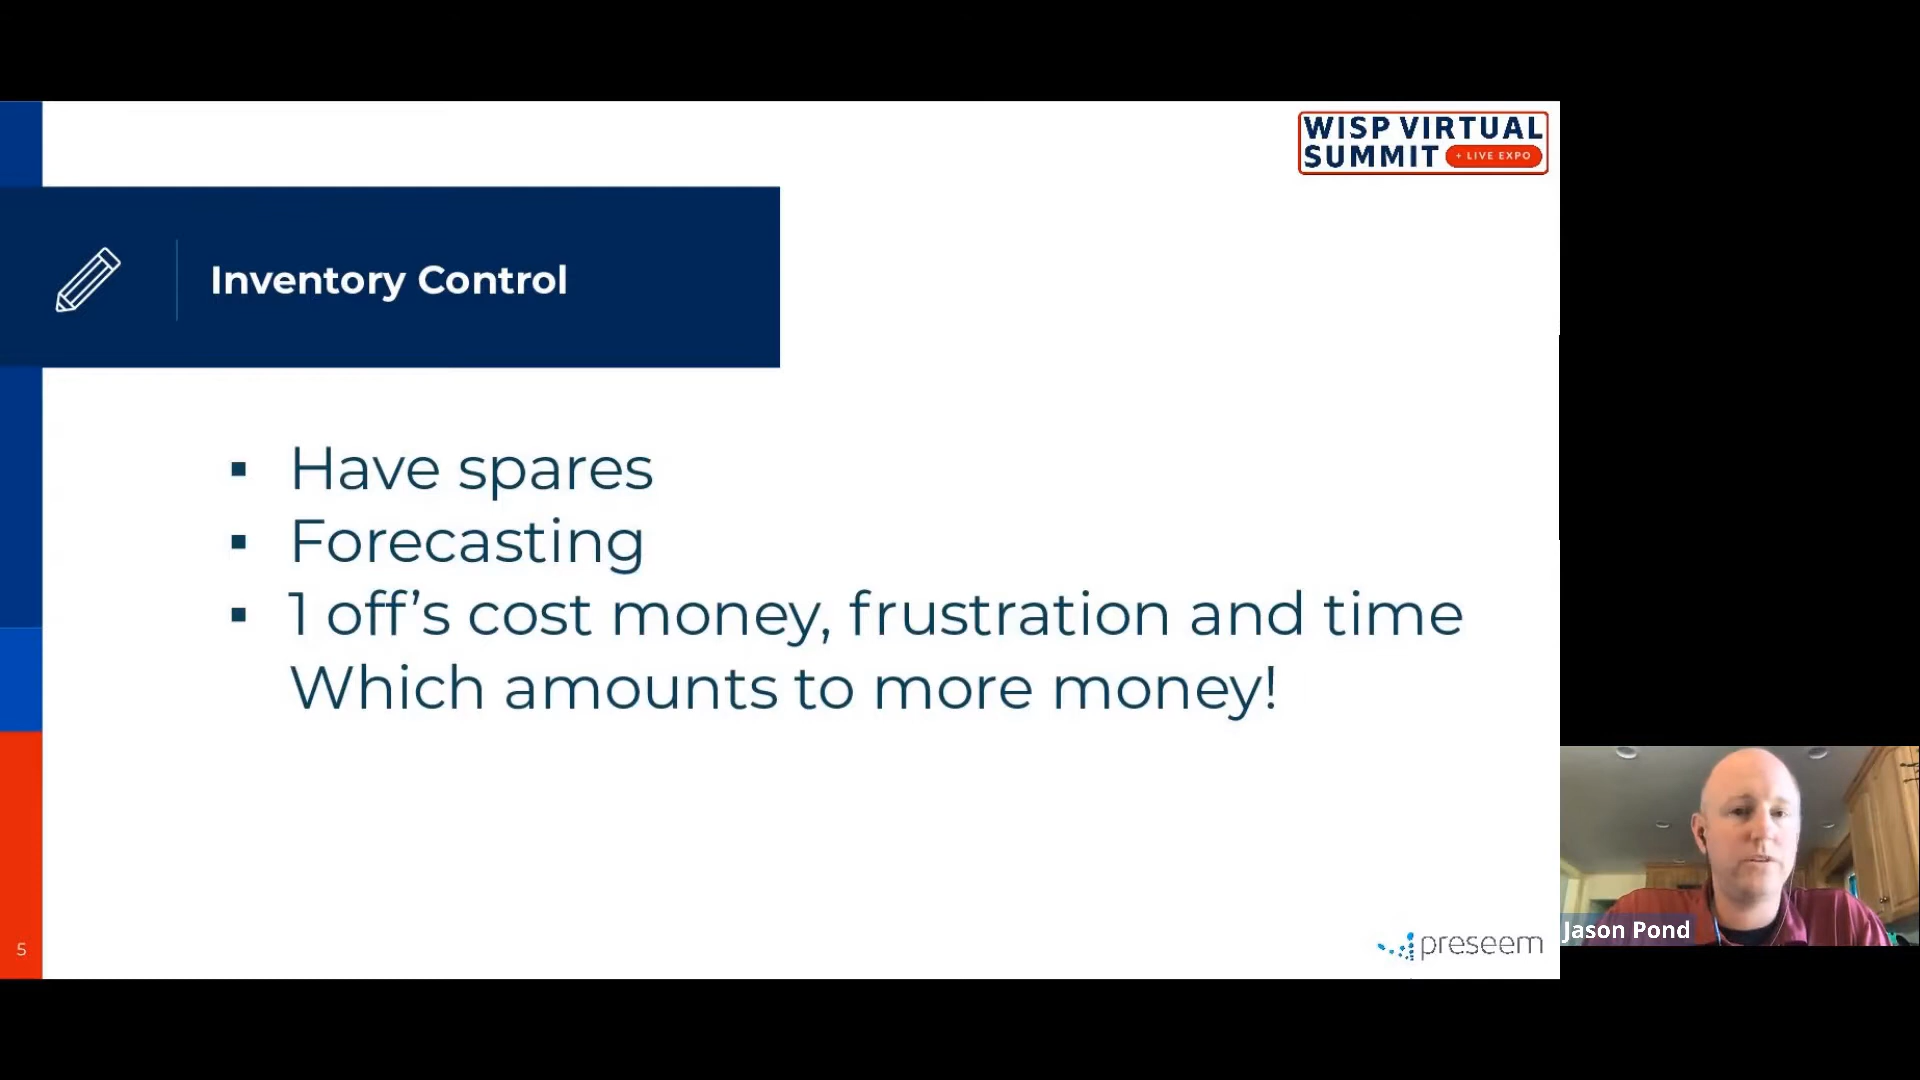 WISP VIRTUAL
SUMMIT + LIVE EXPO
Inventory Control
▪ Have spares
▪ Forecasting
▪ 1 off’s cost money, frustration and time
Which amounts to more money!
5
preseem
Jason Pond